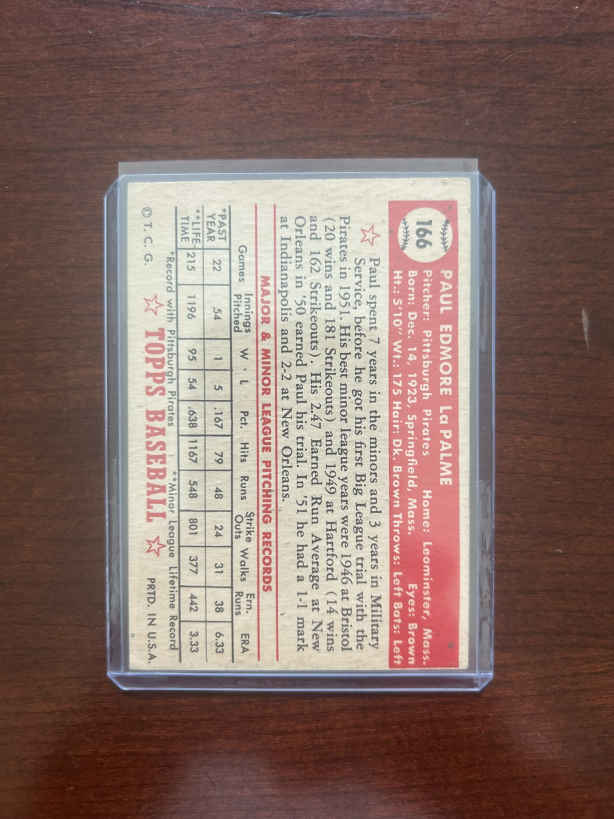 166
PAUL EDMORE La PALME
Pitcher: Pittsburgh Pirates Home: Leominster, Mass.
Born: Dec. 14, 1923, Springfield, Mass. Eyes: Brown
Ht.: 5'10" Wt.: 175 Hair: Dk. Brown Throws: Left Bats: Left
Paul spent 7 years in the minors and 3 years in Military
Service, before he got his first Big League trial with the
Pirates in 1951. His best minor league years were 1946 at Bristol
(20 wins and 181 Strikeouts) and 1949 at Hartford (14 wins
and 162 Strikeouts). His 2.47 Earned Run Average at New
Orleans in '50 earned Paul his trial. In '51 he had a 1-1 mark
at Indianapolis and 2-2 at New Orleans.
MAJOR & MINOR LEAGUE PITCHING RECORDS
Games Innings Pitched W. L Pct. Hits Runs Strike Outs Walks Ern. Runs ERA
*PAST YEAR 22 54 1 5 .167 79 48 24 31 38 6.33
**LIFE TIME 215 1196 95 54 .638 1167 548 801 377 442 3.33
*Record with Pittsburgh Pirates **Minor League Lifetime Record
© T. C. G. TOPPS BASEBALL PRTD. IN U.S.A.